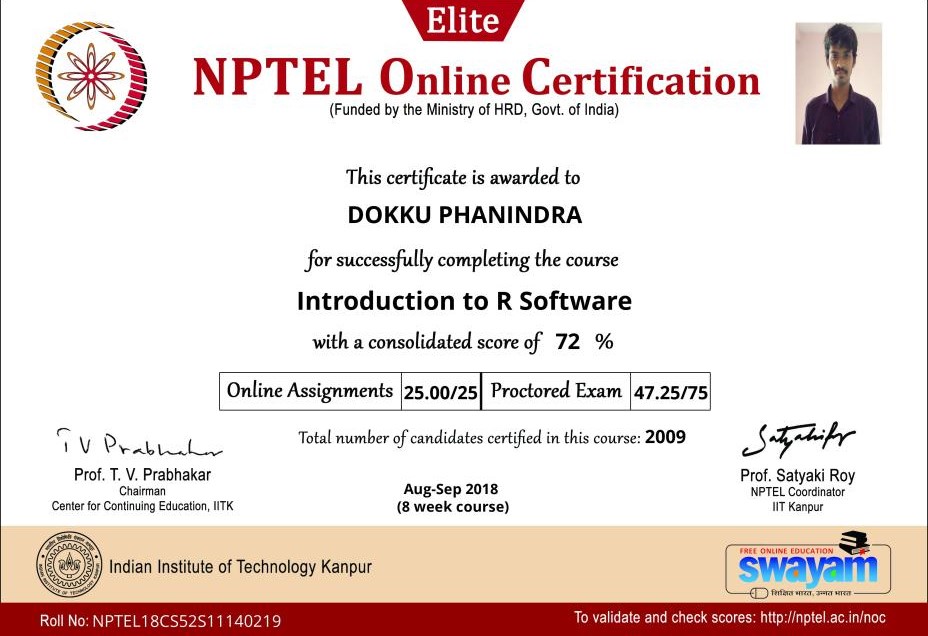 Elite
NPTEL Online Certification
(Funded by the Ministry of HRD, Govt. of India)
This certificate is awarded to
DOKKU PHANINDRA
for successfully completing the course
Introduction to R Software
with a consolidated score of 72 %
Online Assignments 25.00/25 Proctored Exam 47.25/75
Total number of candidates certified in this course: 2009
T V Prabhakar
Prof. T. V. Prabhakar
Chairman
Center for Continuing Education, IITK
Aug-Sep 2018
(8 week course)
Prof. Satyaki Roy
NPTEL Coordinator
IIT Kanpur
Indian Institute of Technology Kanpur
FREE ONLINE EDUCATION
swayam
शिक्षित भारत, उन्नत भारत
Roll No: NPTEL18CS52S11140219
To validate and check scores: http://nptel.ac.in/noc